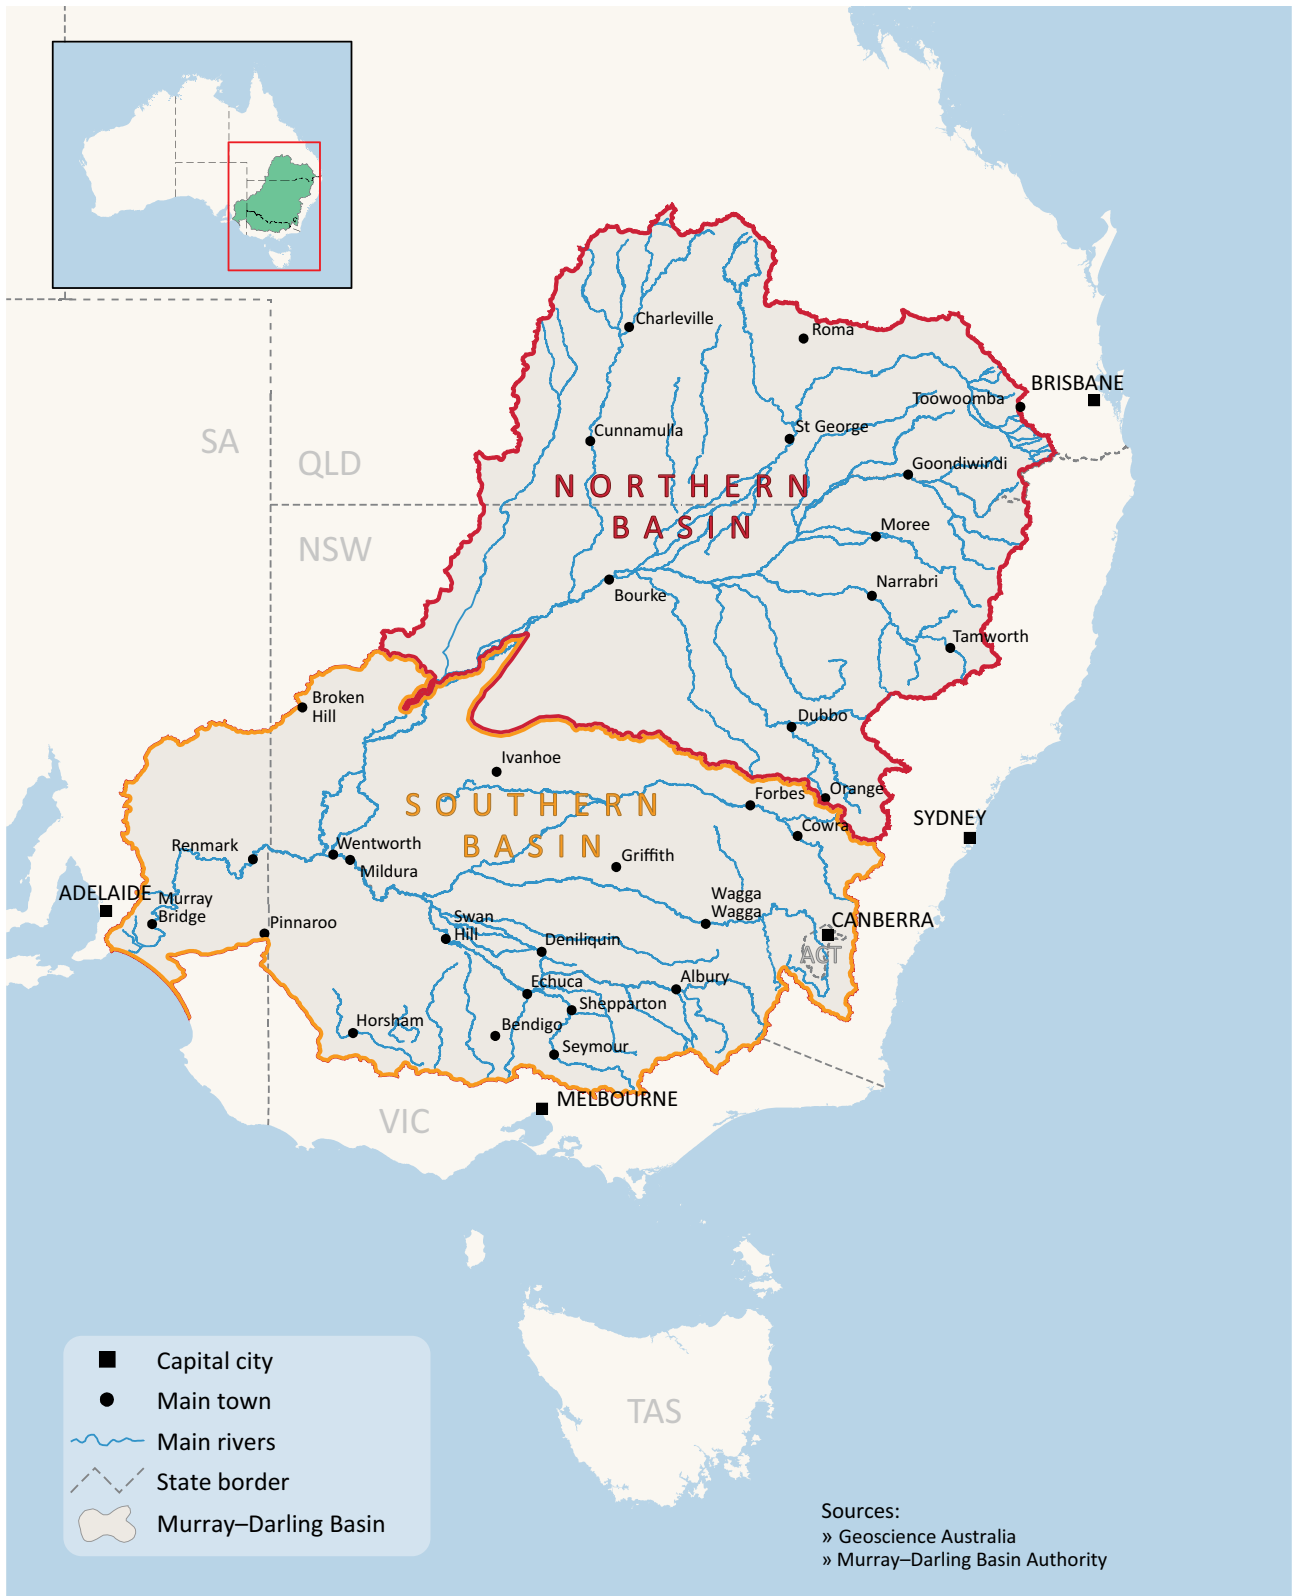 Charleville
Roma
BRISBANE
Toowoomba
SA
QLD
Cunnamulla
St George
Goondiwindi
NORTHERN
BASIN
NSW
Moree
Narrabri
Bourke
Tamworth
Broken
Hill
Dubbo
Ivanhoe
Orange
Forbes
SOUTHERN
BASIN
SYDNEY
Cowra
Renmark
Wentworth
Mildura
Griffith
ADELAIDE
Murray
Bridge
Wagga
Wagga
Pinnaroo
Swan
Hill
CANBERRA
Deniliquin
ACT
Albury
Echuca
Shepparton
Horsham
Bendigo
Seymour
MELBOURNE
VIC
TAS
Capital city
Main town
Main rivers
State border
Murray–Darling Basin
Sources:
» Geoscience Australia
» Murray–Darling Basin Authority